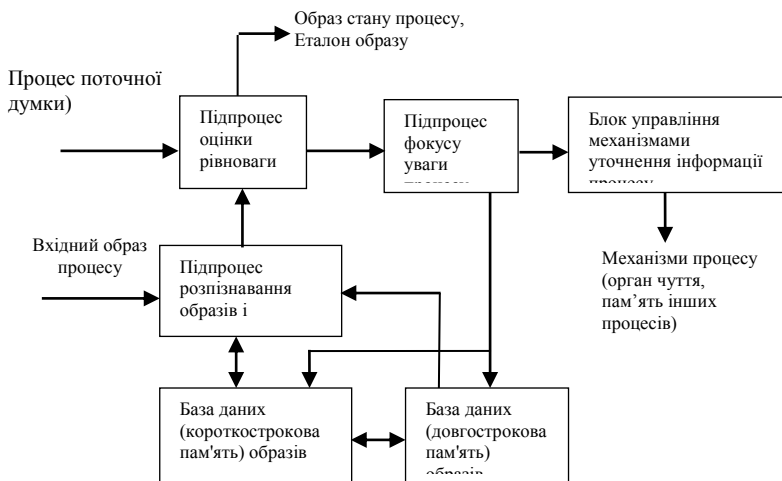 Образ стану процесу,
Еталон образу
Процес поточної
думки)
Підпроцес
оцінки
рівноваги
Підпроцес
фокусу
уваги
Блок управління
механізмами
уточнення інформації
процесу
Вхідний образ
процесу
Підпроцес
розпізнавання
образів і
Механізми процесу
(орган чуття,
пам’ять інших
процесів)
База даних
(короткострокова
пам'ять) образів
База даних
(довгострокова
пам'ять)
образів